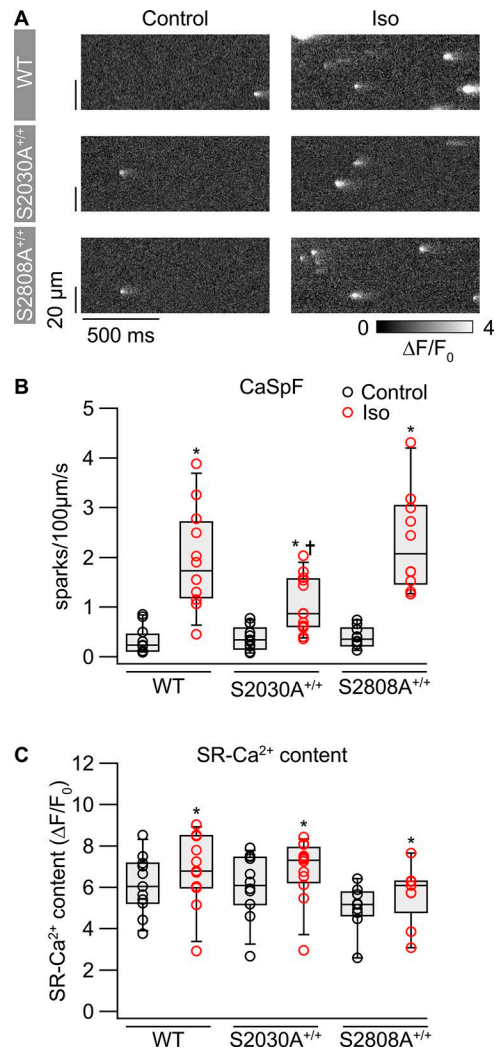 A
Control
Iso
WT
S2030A+/+
S2808A+/+
20 µm
500 ms
0
4
ΔF/F0
B
CaSpF
Control
Iso
sparks/100µm/s
5
4
3
2
1
0
*
* †
*
WT
S2030A+/+
S2808A+/+
C
SR-Ca2+ content
SR-Ca2+ content (ΔF/F0)
12
10
8
6
4
2
0
*
*
*
WT
S2030A+/+
S2808A+/+